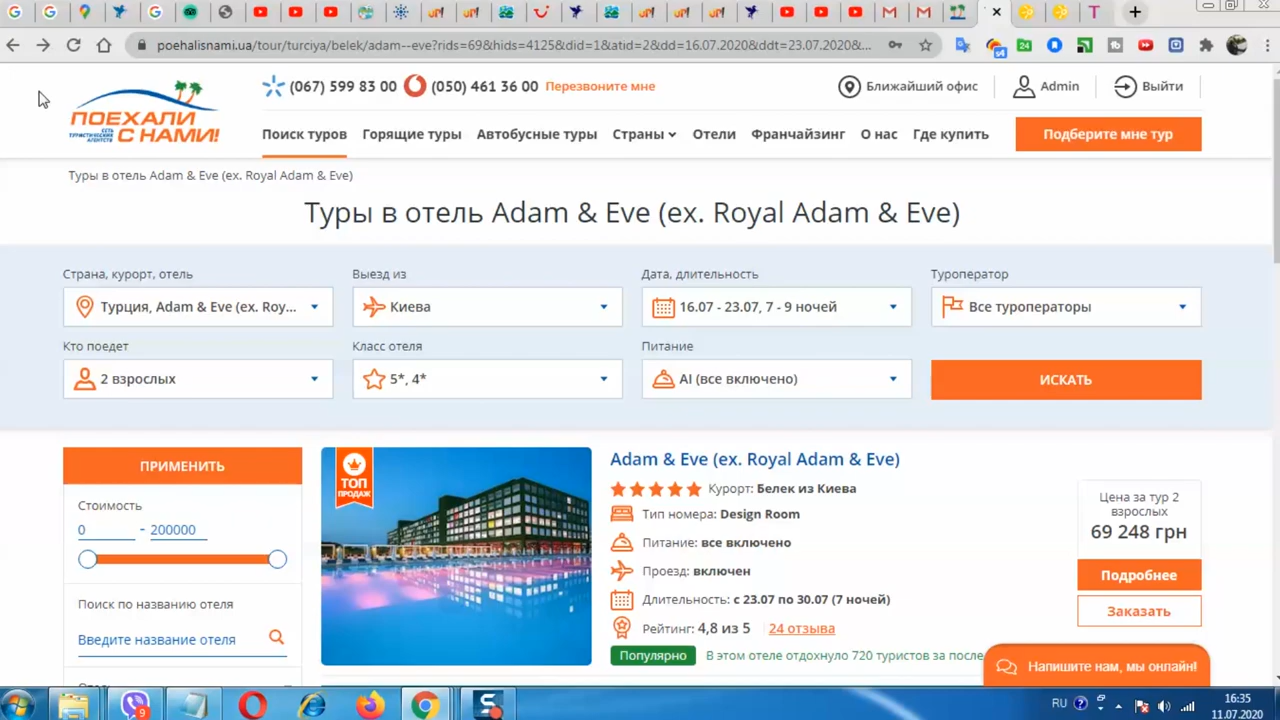 poehalisnami.ua/tour/turciya/belek/adam--eve?rids=69&hids=4125&did=1&atid=2&dd=16.07.2020&ddt=23.07.2020&...
24
s4
ПОЕХАЛИ
С НАМИ!
СЕТЬ
ТУРИСТИЧЕСКИХ
АГЕНТСТВ
(067) 599 83 00
(050) 461 36 00
Перезвоните мне
Ближайший офис
Admin
Выйти
Поиск туров
Горящие туры
Автобусные туры
Страны
Отели
Франчайзинг
О нас
Где купить
Подберите мне тур
Туры в отель Adam & Eve (ex. Royal Adam & Eve)
Туры в отель Adam & Eve (ex. Royal Adam & Eve)
Страна, курорт, отель
Выезд из
Дата, длительность
Туроператор
Турция, Adam & Eve (ex. Roy...
Киева
16.07 - 23.07, 7 - 9 ночей
Все туроператоры
Кто поедет
Класс отеля
Питание
2 взрослых
5*, 4*
AI (все включено)
ИСКАТЬ
ПРИМЕНИТЬ
Стоимость
0 - 200000
Поиск по названию отеля
Введите название отеля
ТОП
ПРОДАЖ
Adam & Eve (ex. Royal Adam & Eve)
Курорт: Белек из Киева
Тип номера: Design Room
Питание: все включено
Проезд: включен
Длительность: с 23.07 по 30.07 (7 ночей)
Рейтинг: 4,8 из 5 24 отзыва
Популярно В этом отеле отдохнуло 720 туристов за после
Цена за тур 2
взрослых
69 248 грн
Подробнее
Заказать
Напишите нам, мы онлайн!
9
RU
16:35
11.07.2020